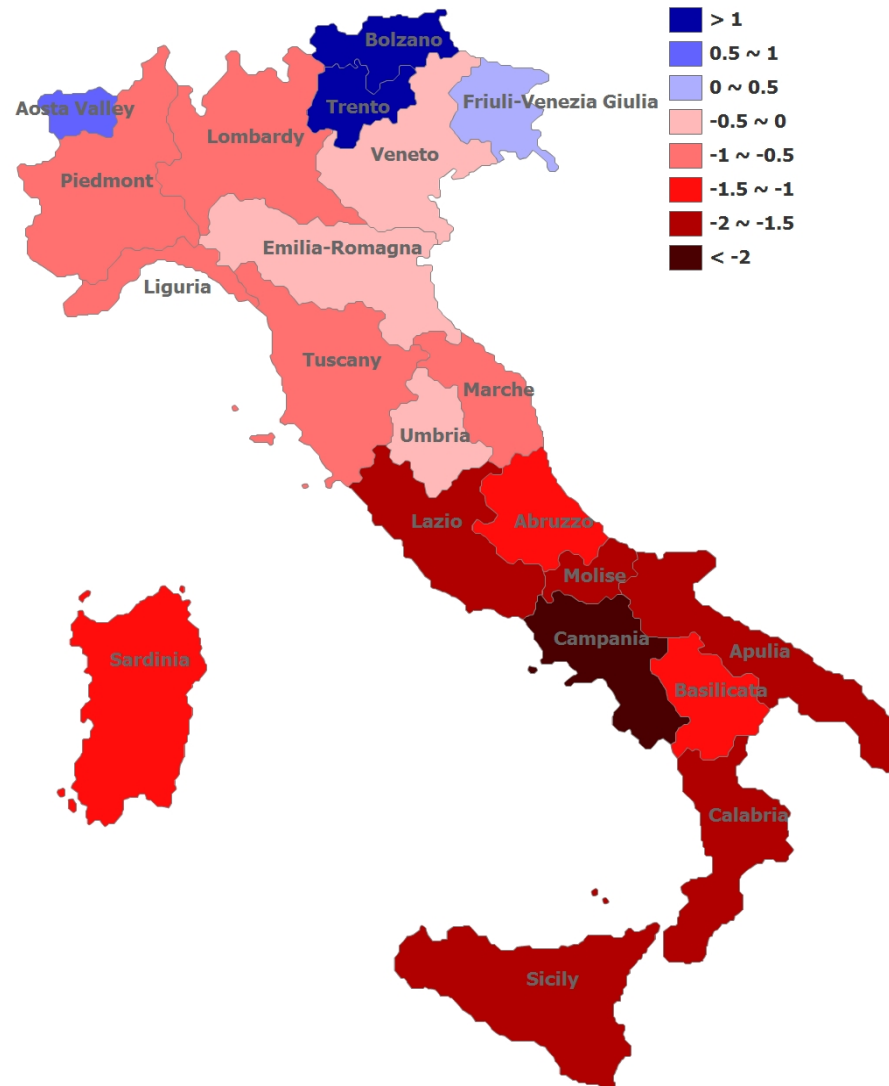 > 1
0.5 ~ 1
0 ~ 0.5
-0.5 ~ 0
-1 ~ -0.5
-1.5 ~ -1
-2 ~ -1.5
< -2
Bolzano
Aosta Valley
Trento
Friuli-Venezia Giulia
Lombardy
Veneto
Piedmont
Emilia-Romagna
Liguria
Tuscany
Marche
Umbria
Lazio
Abruzzo
Molise
Campania
Apulia
Sardinia
Basilicata
Calabria
Sicily